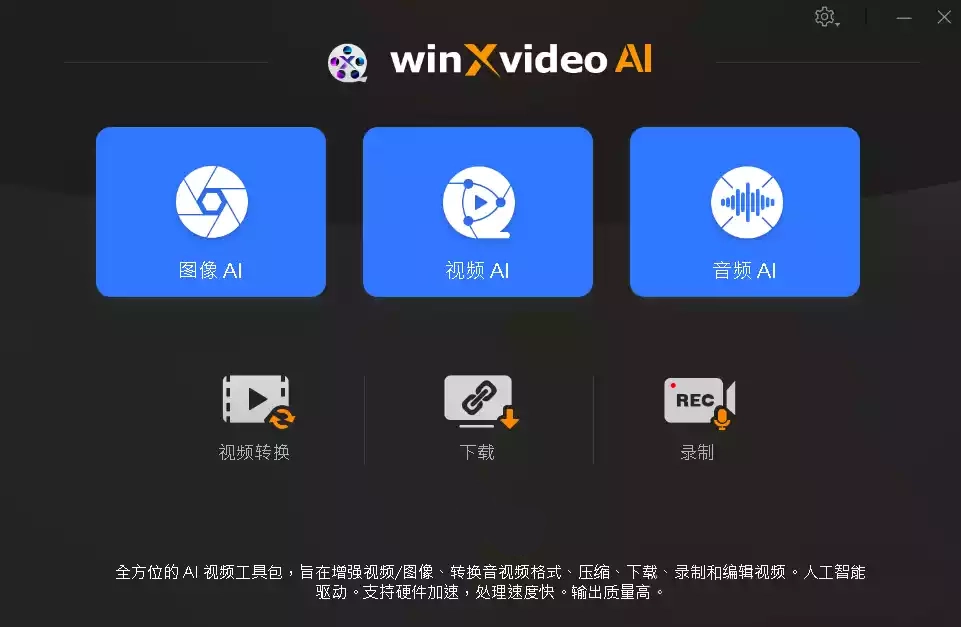 winXvideo AI
图像 AI
视频 AI
音频 AI
视频转换
下载
REC
录制
全方位的 AI 视频工具包，旨在增强视频/图像、转换音视频格式、压缩、下载、录制和编辑视频。人工智能
驱动。支持硬件加速，处理速度快。输出质量高。